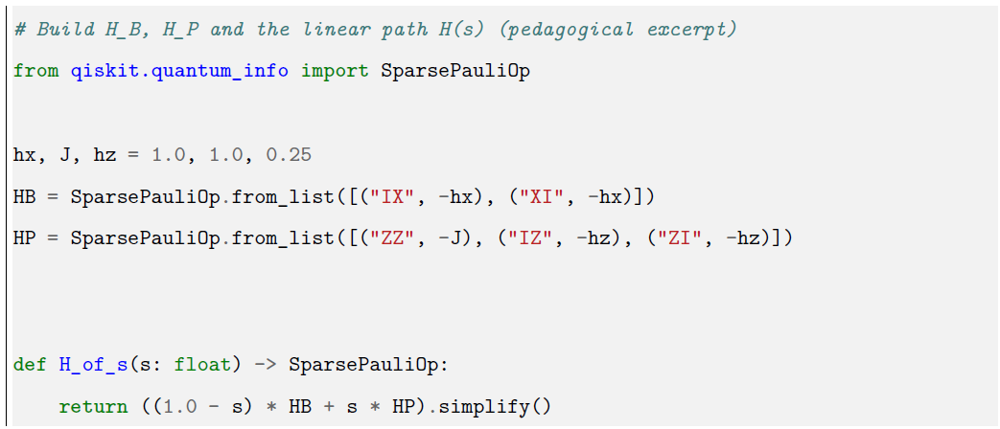 # Build H_B, H_P and the linear path H(s) (pedagogical excerpt)
from qiskit.quantum_info import SparsePauliOp
hx, J, hz = 1.0, 1.0, 0.25
HB = SparsePauliOp.from_list([("IX", -hx), ("XI", -hx)])
HP = SparsePauliOp.from_list([("ZZ", -J), ("IZ", -hz), ("ZI", -hz)])
def H_of_s(s: float) -> SparsePauliOp:
    return ((1.0 - s) * HB + s * HP).simplify()